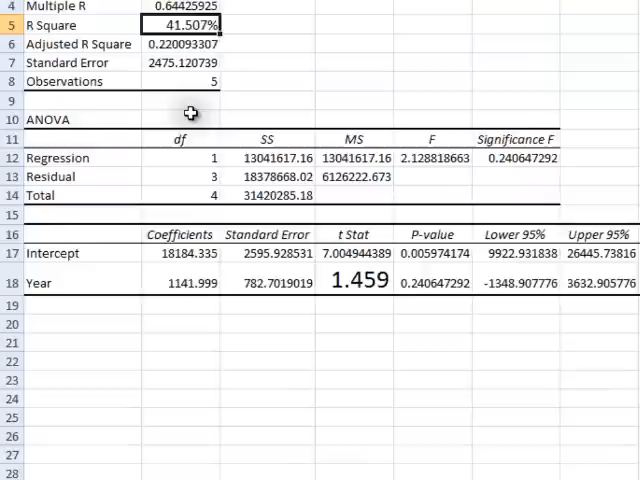 4 Multiple R 0.64425925
5 R Square 41.507%
6 Adjusted R Square 0.220093307
7 Standard Error 2475.120739
8 Observations 5
9
10 ANOVA
11 df SS MS F Significance F
12 Regression 1 13041617.16 13041617.16 2.128818663 0.240647292
13 Residual 3 18378668.02 6126222.673
14 Total 4 31420285.18
15
16 Coefficients Standard Error t Stat P-value Lower 95% Upper 95%
17 Intercept 18184.335 2595.928531 7.004944389 0.005974174 9922.931838 26445.73816
18 Year 1141.999 782.7019019 1.459 0.240647292 -1348.907776 3632.905776
19
20
21
22
23
24
25
26
27
28